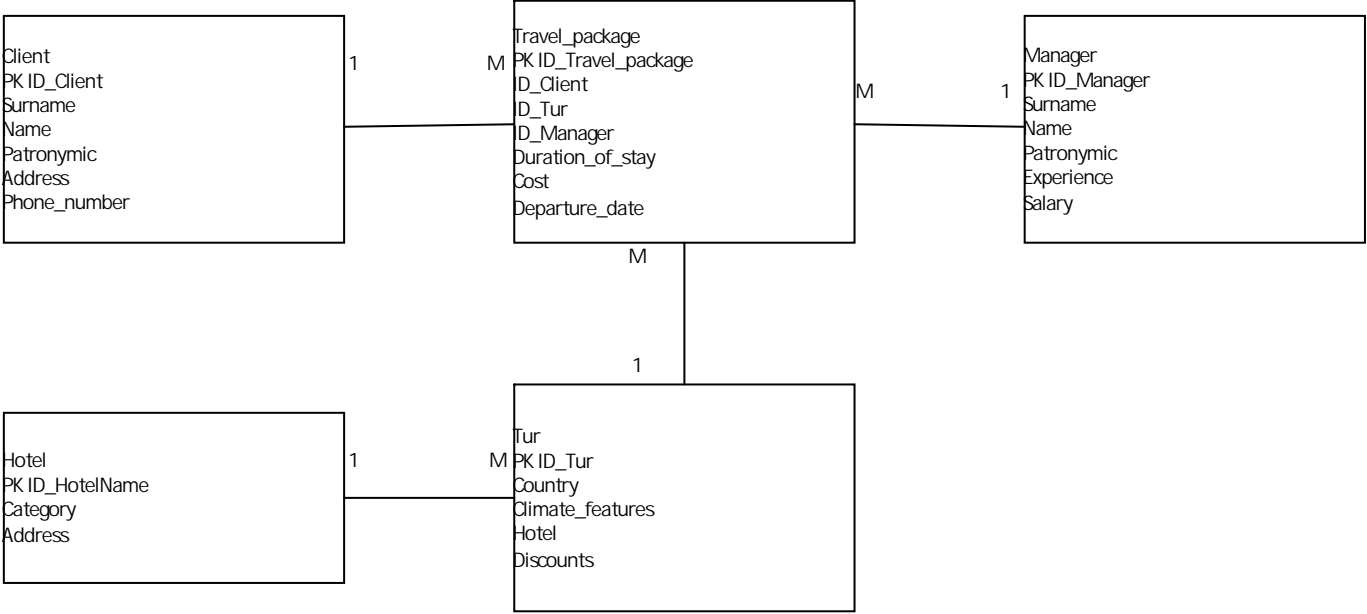 Client
PK ID_Client
Surname
Name
Patronymic
Address
Phone_number
1
M
Travel_package
PK ID_Travel_package
ID_Client
ID_Tur
ID_Manager
Duration_of_stay
Cost
Departure_date
M
1
Manager
PK ID_Manager
Surname
Name
Patronymic
Experience
Salary
M
1
Hotel
PK ID_HotelName
Category
Address
1
M
Tur
PK ID_Tur
Country
Climate_features
Hotel
Discounts